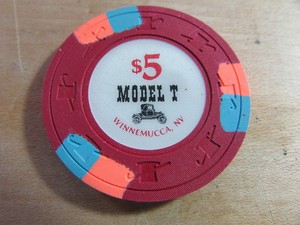 $5
MODEL T
WINNEMUCCA, NV